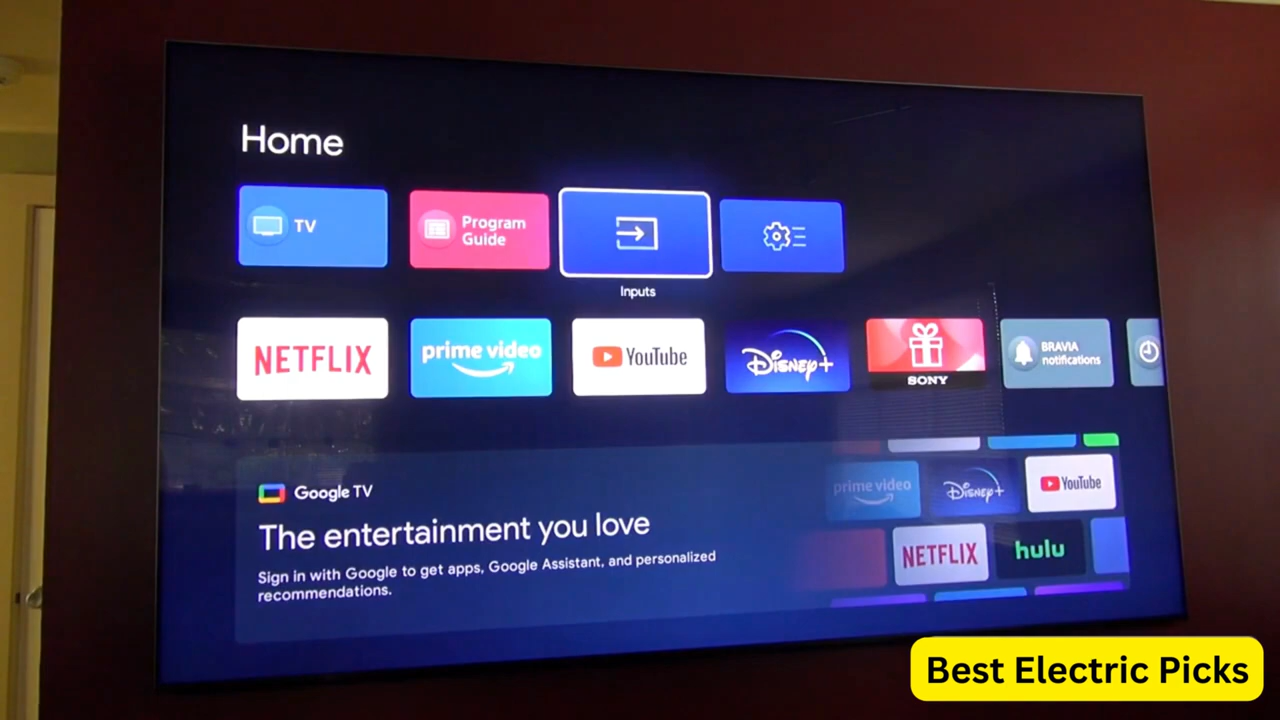 Home
TV
Program
Guide
Inputs
NETFLIX
prime video
YouTube
Disney+
SONY
BRAVIA
notifications
Google TV
The entertainment you love
Sign in with Google to get apps, Google Assistant, and personalized
recommendations.
prime video
Disney+
YouTube
NETFLIX
hulu
Best Electric Picks